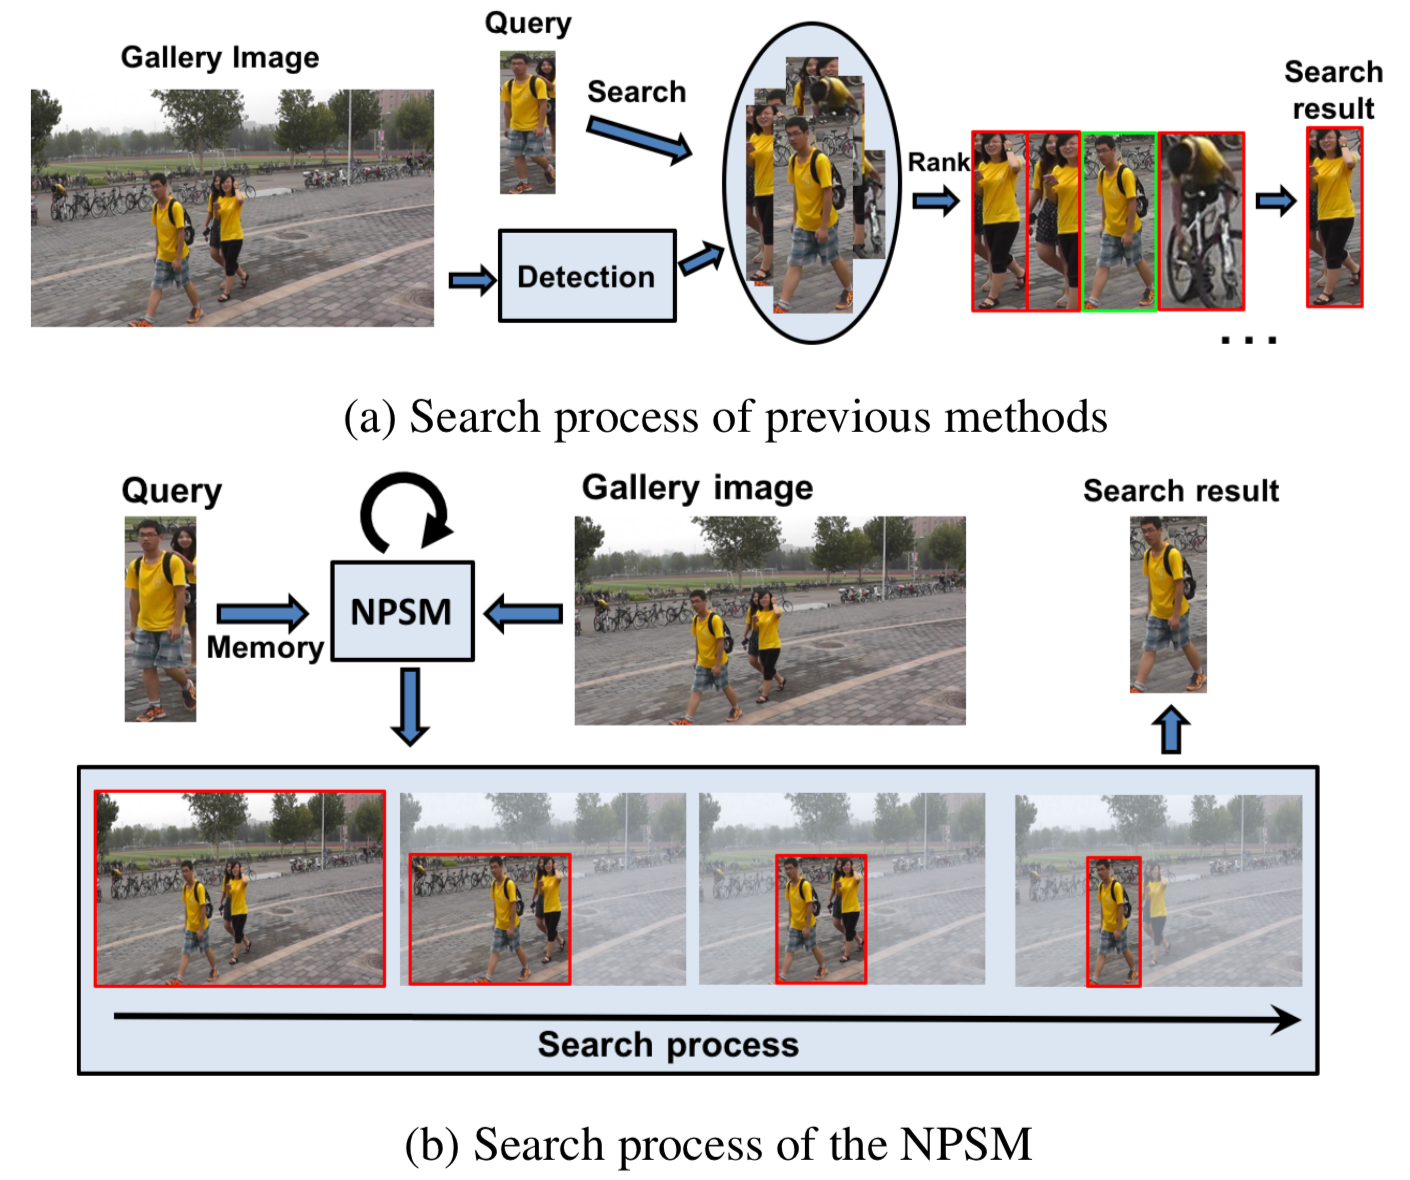 Query
Gallery Image
Search
Search
result
Rank
Detection
...
(a) Search process of previous methods
Query
Gallery image
Search result
NPSM
Memory
Search process
(b) Search process of the NPSM